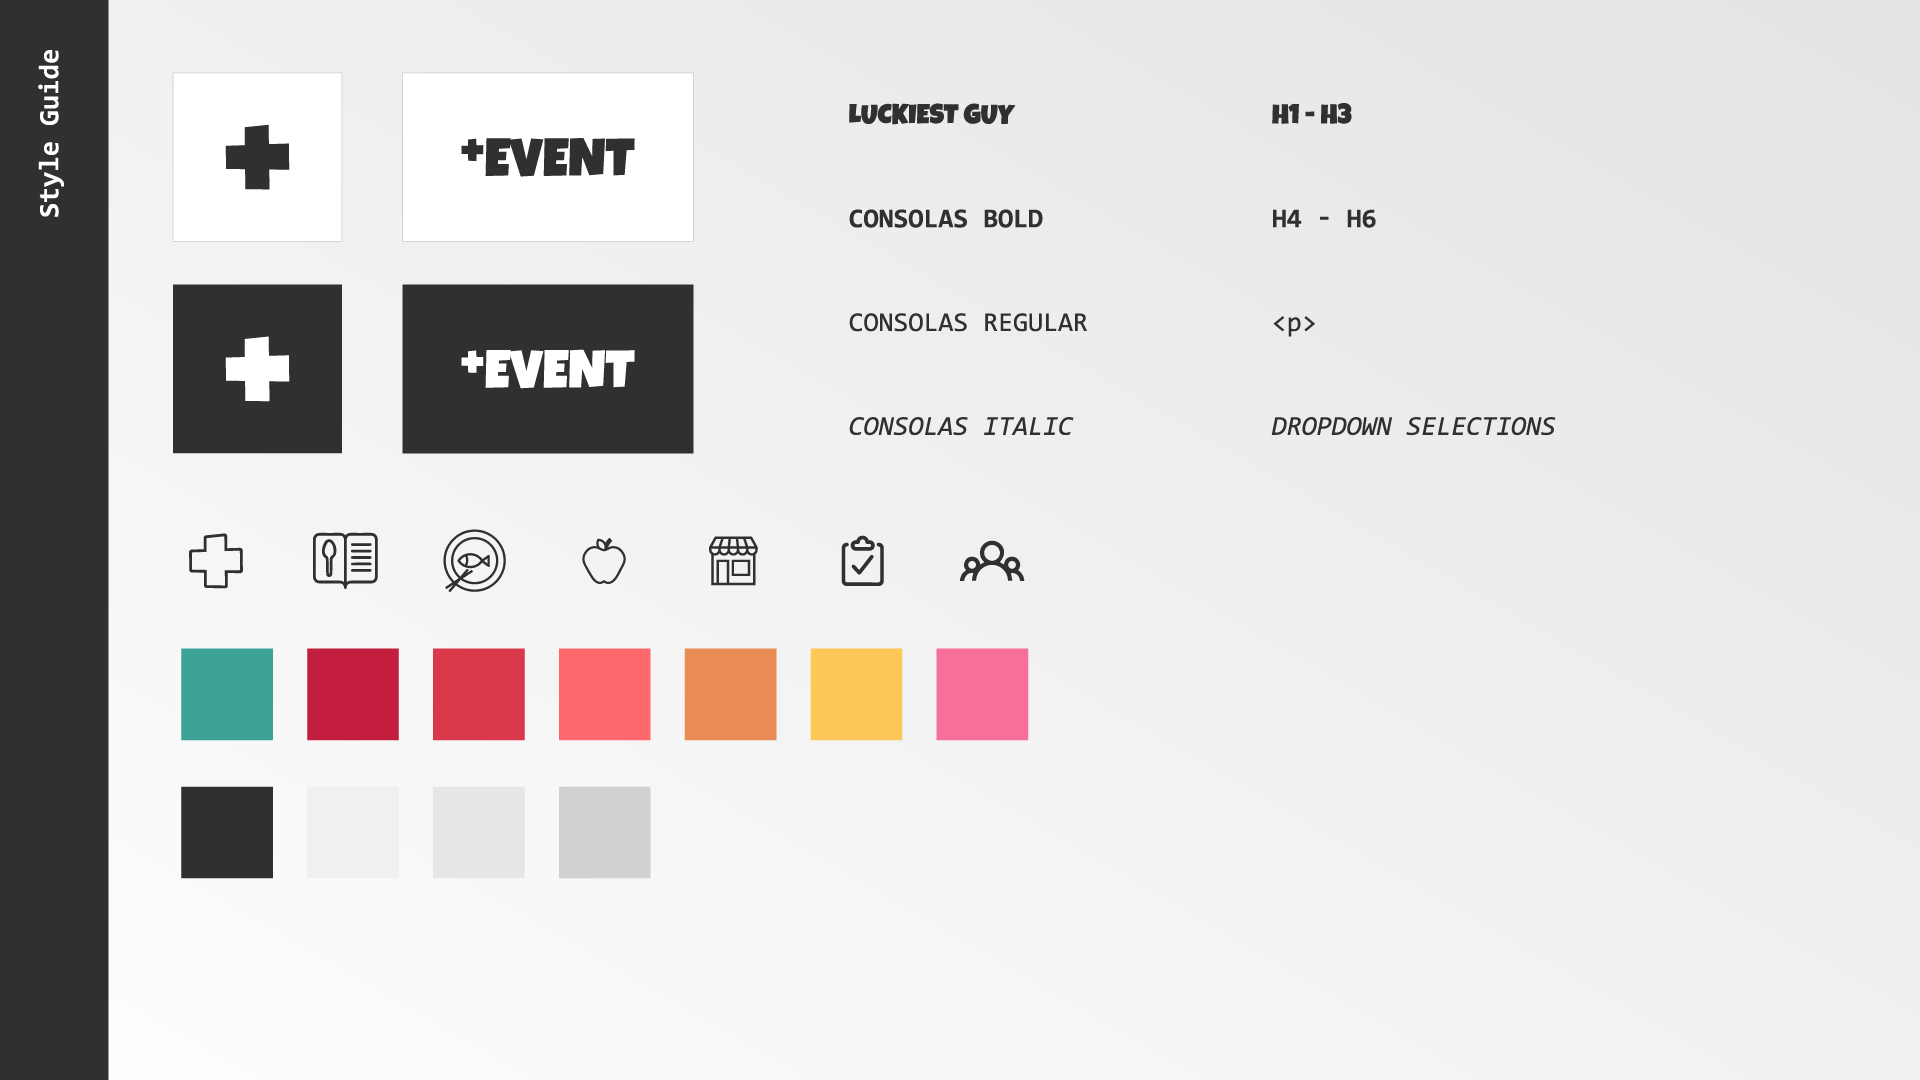 Style Guide
+EVENT
+EVENT
LUCKIEST GUY
H1 - H3
CONSOLAS BOLD
H4 - H6
CONSOLAS REGULAR
<p>
CONSOLAS ITALIC
DROPDOWN SELECTIONS